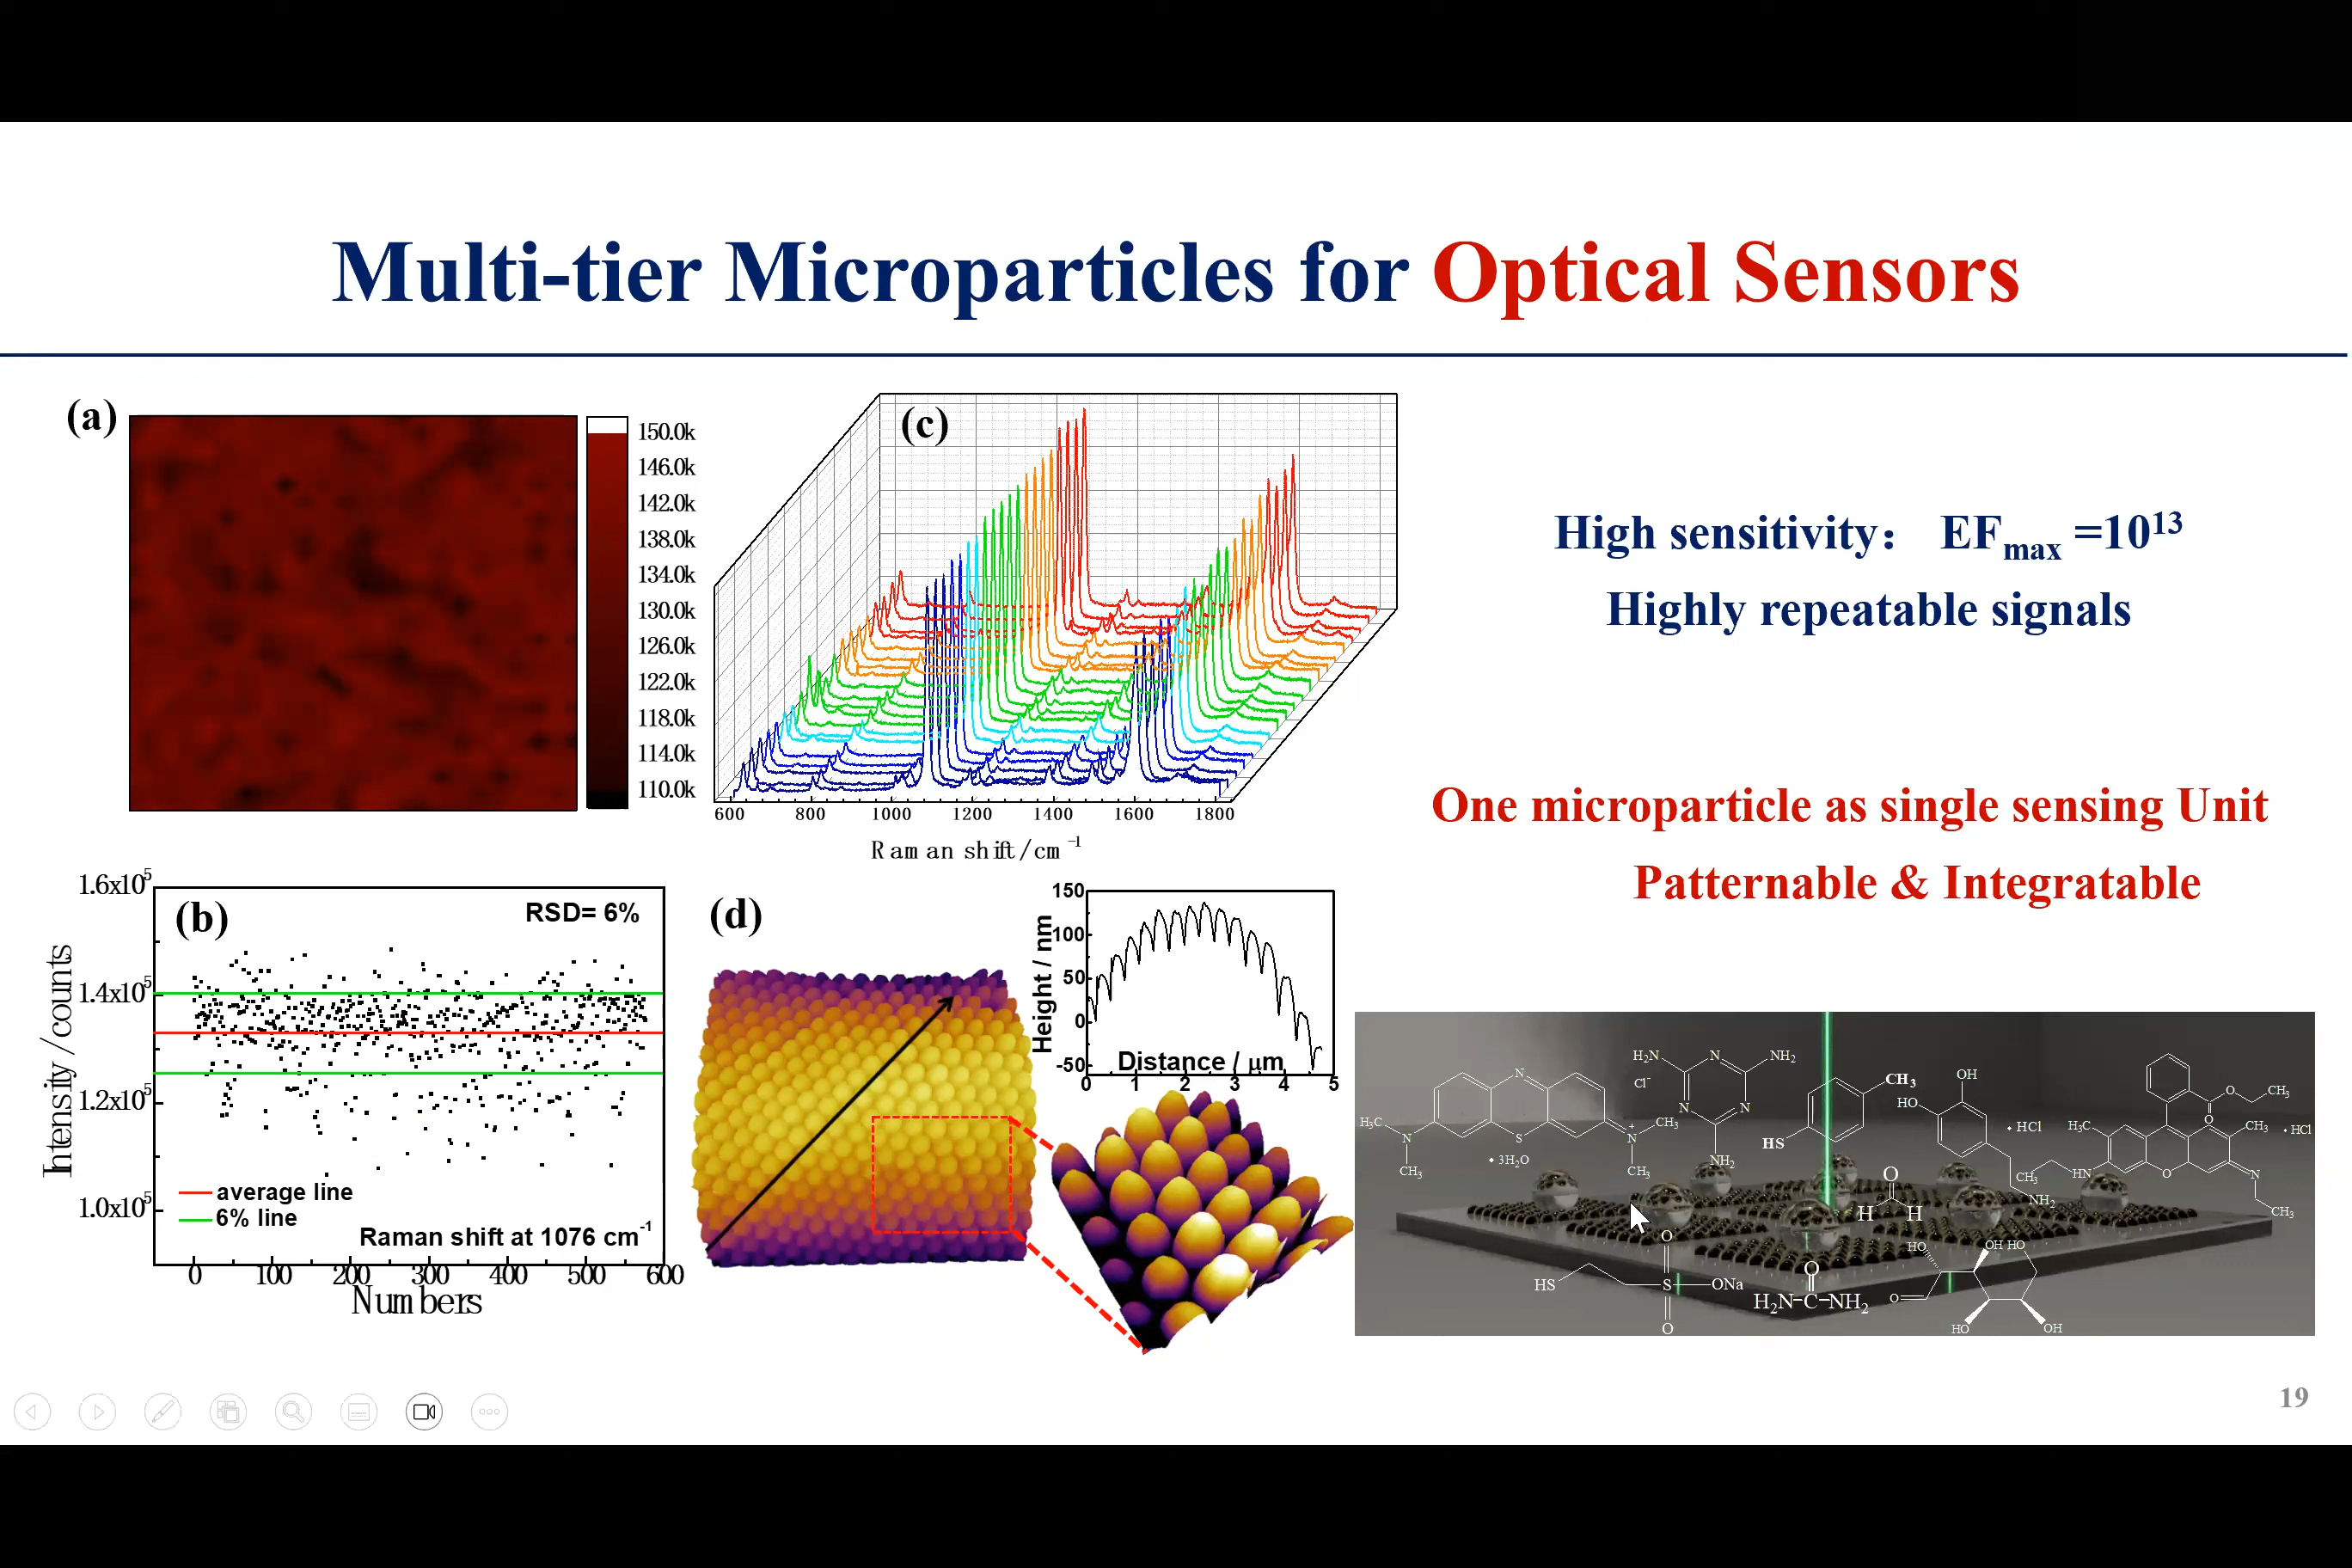 Multi-tier Microparticles for Optical Sensors
(a)
150.0k
146.0k
142.0k
138.0k
134.0k
130.0k
126.0k
122.0k
118.0k
114.0k
110.0k
(c)
600 800 1000 1200 1400 1600 1800
Raman shift/cm⁻¹
High sensitivity： EFmax =10¹³
Highly repeatable signals
One microparticle as single sensing Unit
Patternable & Integratable
(b)
RSD= 6%
1.6x10⁵
1.4x10⁵
1.2x10⁵
1.0x10⁵
Intensity/counts
average line
6% line
Raman shift at 1076 cm⁻¹
0 100 200 300 400 500 600
Numbers
(d)
150
100
50
0
-50
Height / nm
Distance / μm
0 1 2 3 4 5
H₃C
N
CH₃
N
S
• 3H₂O
N
+
CH₃
CH₃
Cl⁻
H₂N
N
NH₂
N
N
NH₂
CH₃
HS
OH
HO
• HCl
NH₂
O
CH₃
O
H₃C
CH₃
• HCl
CH₃
HN
O
N
CH₃
O
H
H
HS
O
S
ONa
O
O
H₂N-C-NH₂
HO
OH
HO
O
HO
OH
19